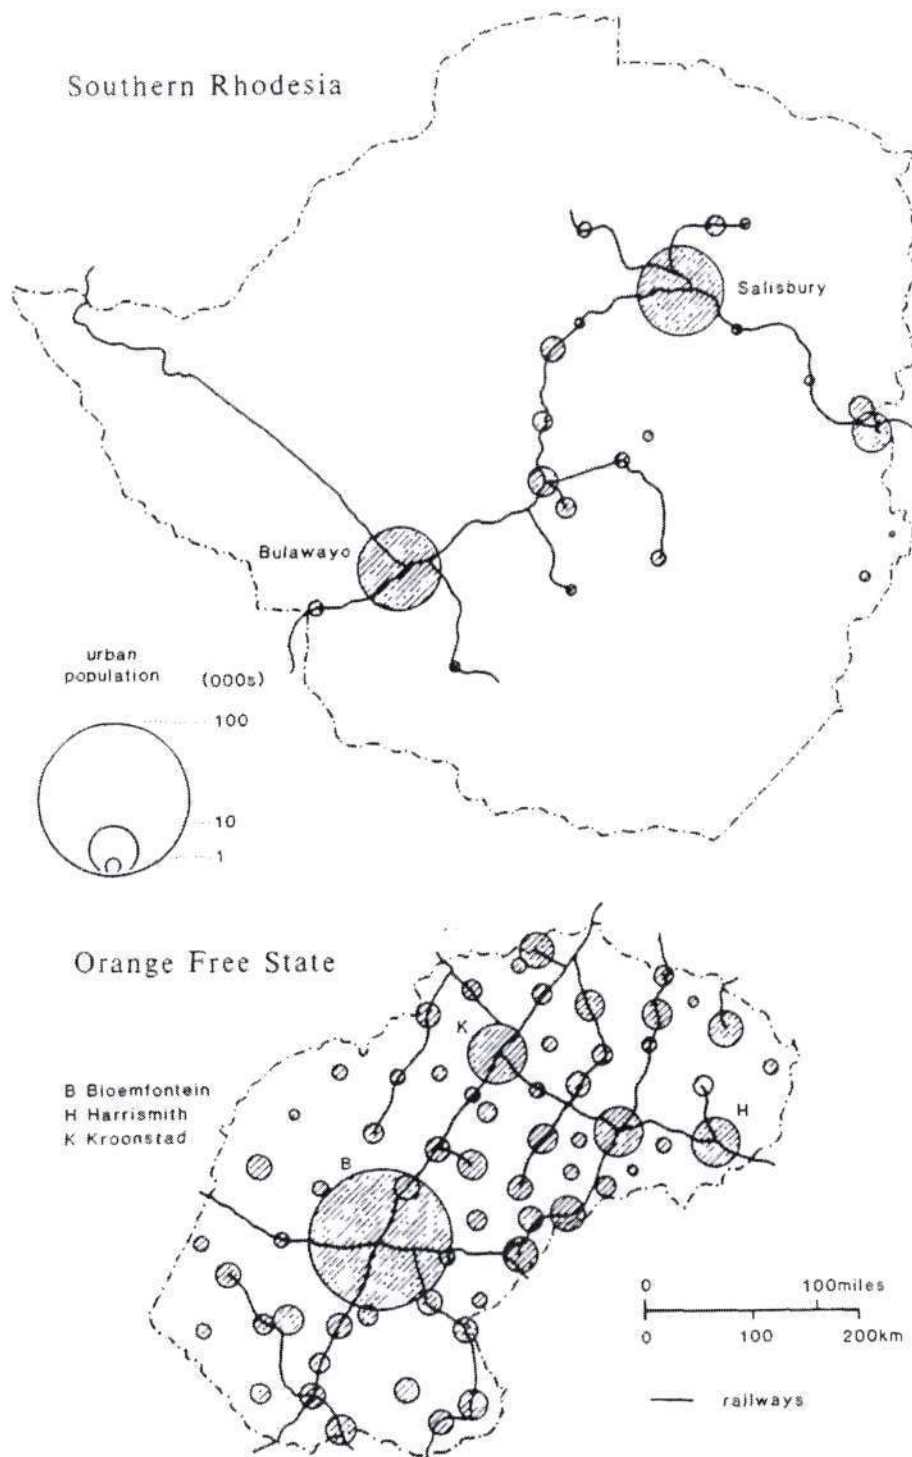 Southern Rhodesia
Salisbury
Bulawayo
urban
population (000s)
100
10
1
Orange Free State
K
B Bloemfontein
H Harrismith
K Kroonstad
H
B
0 100miles
0 100 200km
railways